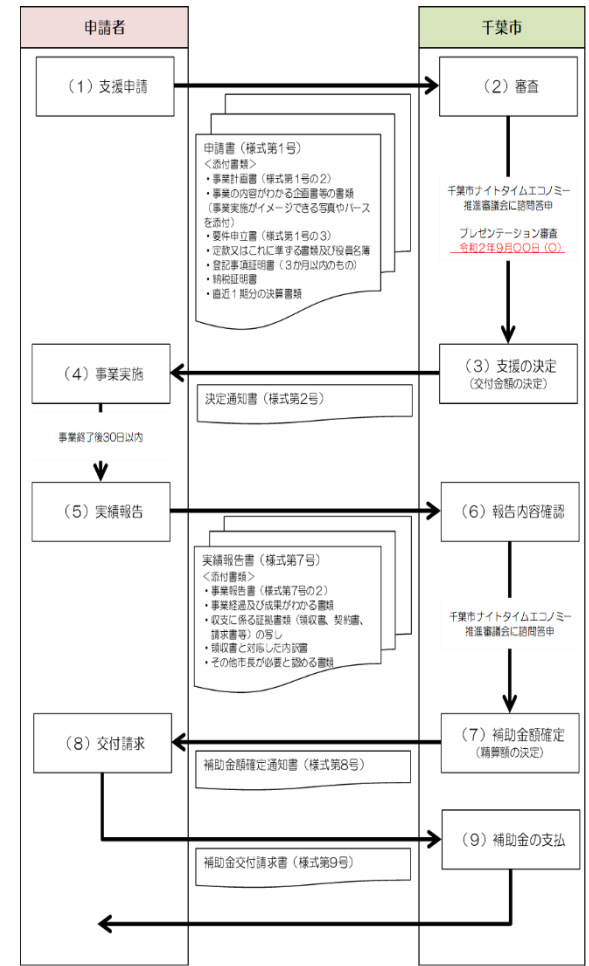 申請者
千葉市
(1) 支援申請
(2) 審査
申請書(様式第1号)
<添付書類>
・事業計画書(様式第1号の2)
・事業の内容がわかる企画書等の書類
(事業実施がイメージできる写真やパース
を添付)
・要件申立書(様式第1号の3)
・定款又はこれに準ずる書類及び役員名簿
・登記事項証明書(3か月以内のもの)
・納税証明書
・直近1期分の決算書類
千葉市ナイトタイムエコノミー
推進審議会に諮問答申
プレゼンテーション審査
令和2年9月〇〇日(〇)
(3) 支援の決定
(交付金額の決定)
(4) 事業実施
決定通知書(様式第2号)
事業終了後30日以内
(5) 実績報告
(6) 報告内容確認
実績報告書(様式第7号)
<添付書類>
・事業報告書(様式第7号の2)
・事業経過及び成果がわかる書類
・収支に係る証拠書類(領収書、契約書、
請求書等)の写し
・領収書と対応した内訳書
・その他市長が必要と認める書類
千葉市ナイトタイムエコノミー
推進審議会に諮問答申
(7) 補助金額確定
(精算額の決定)
(8) 交付請求
補助金額確定通知書(様式第8号)
(9) 補助金の支払
補助金交付請求書(様式第9号)